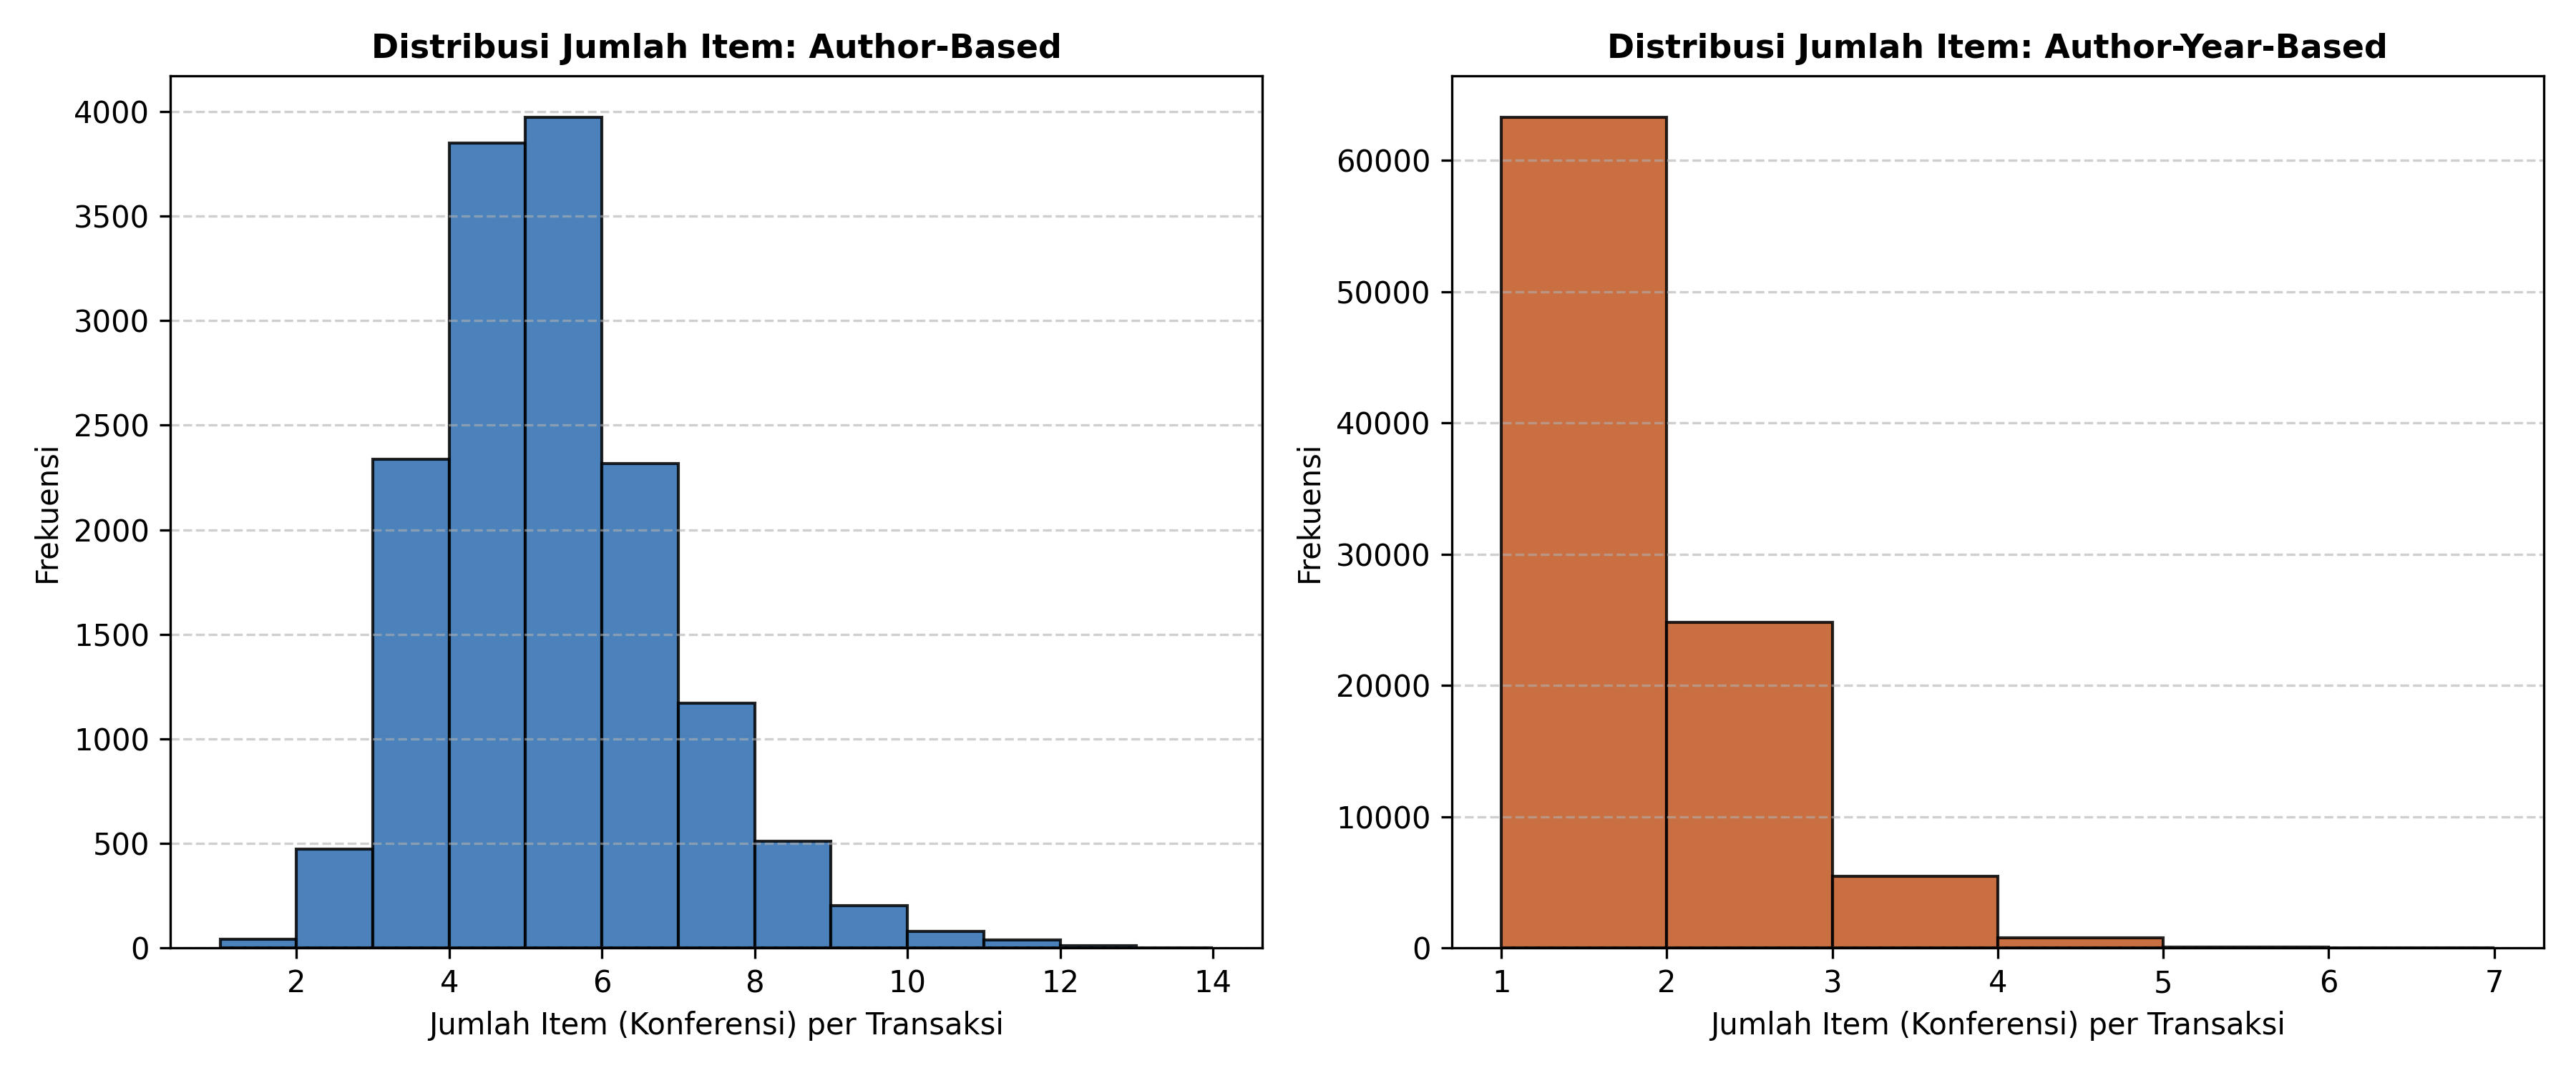 Distribusi Jumlah Item: Author-Based
4000
3500
3000
2500
2000
1500
1000
500
0
Frekuensi
2 4 6 8 10 12 14
Jumlah Item (Konferensi) per Transaksi
Distribusi Jumlah Item: Author-Year-Based
60000
50000
40000
30000
20000
10000
0
Frekuensi
1 2 3 4 5 6 7
Jumlah Item (Konferensi) per Transaksi